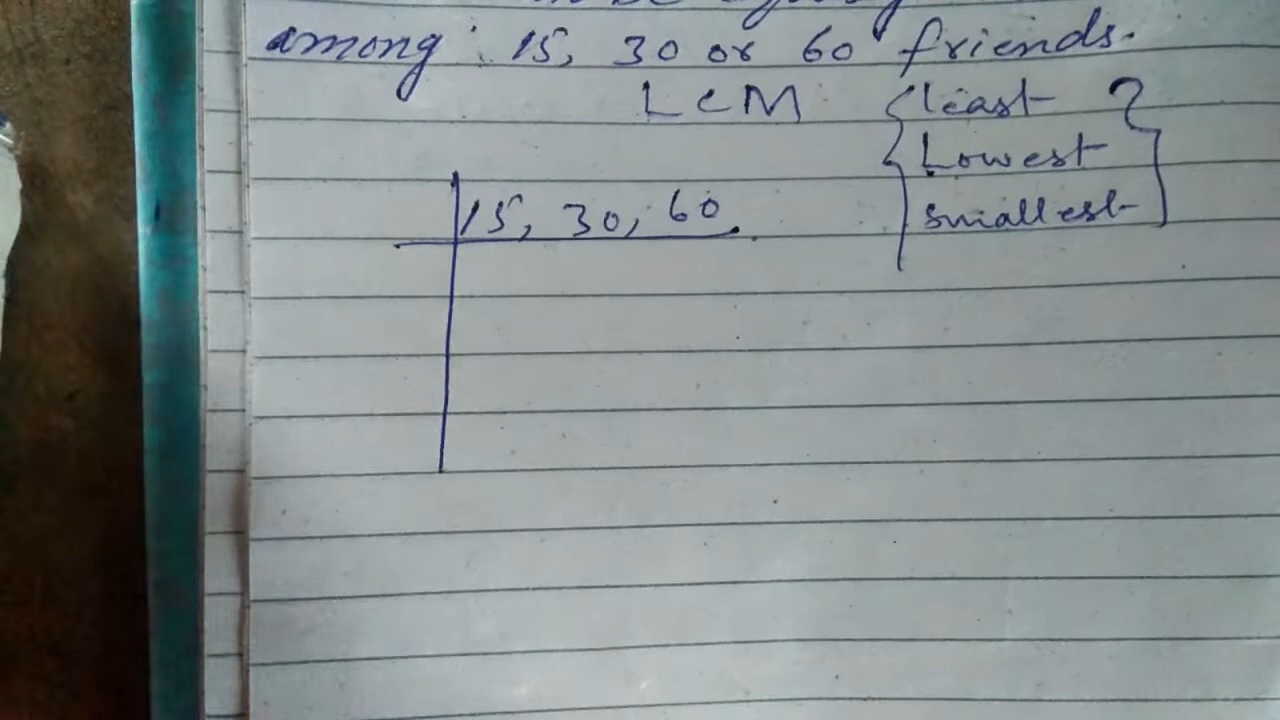 among : 15, 30 or 60 friends.
LCM { least }
Lowest
smallest
15, 30, 60.